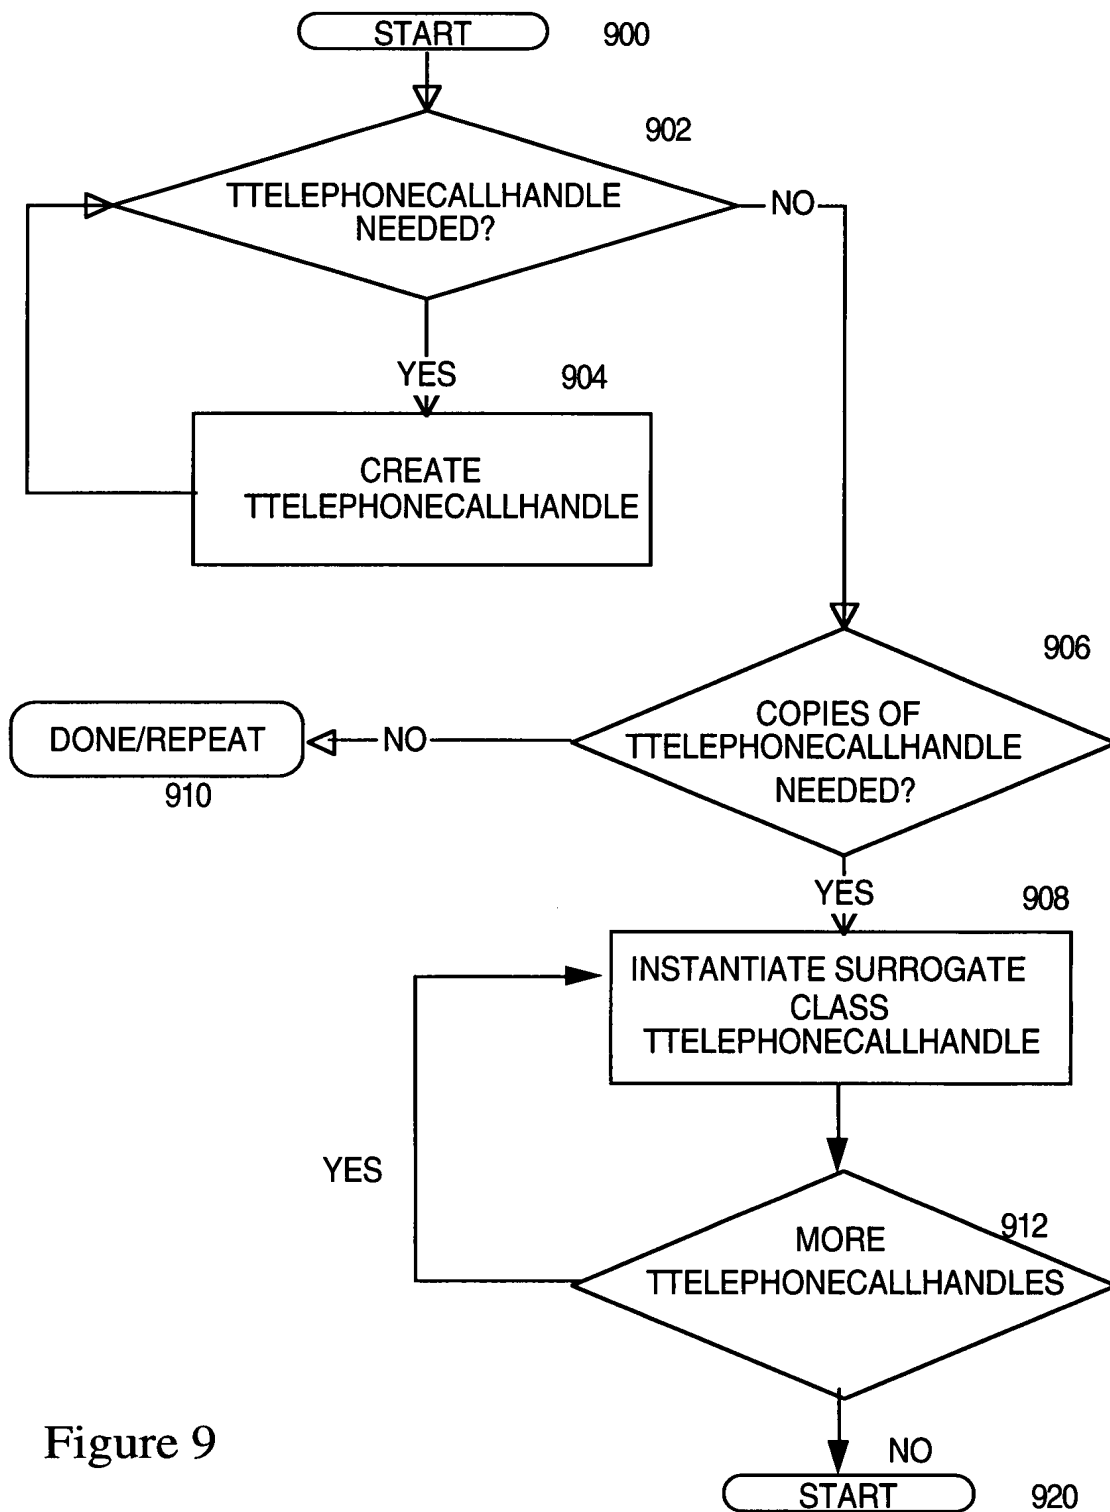 START
900
902
TTELEPHONECALLHANDLE
NEEDED?
NO
YES
904
CREATE
TTELEPHONECALLHANDLE
906
COPIES OF
TTELEPHONECALLHANDLE
NEEDED?
NO
DONE/REPEAT
910
YES
908
INSTANTIATE SURROGATE
CLASS
TTELEPHONECALLHANDLE
YES
912
MORE
TTELEPHONECALLHANDLES
NO
START
920
Figure 9